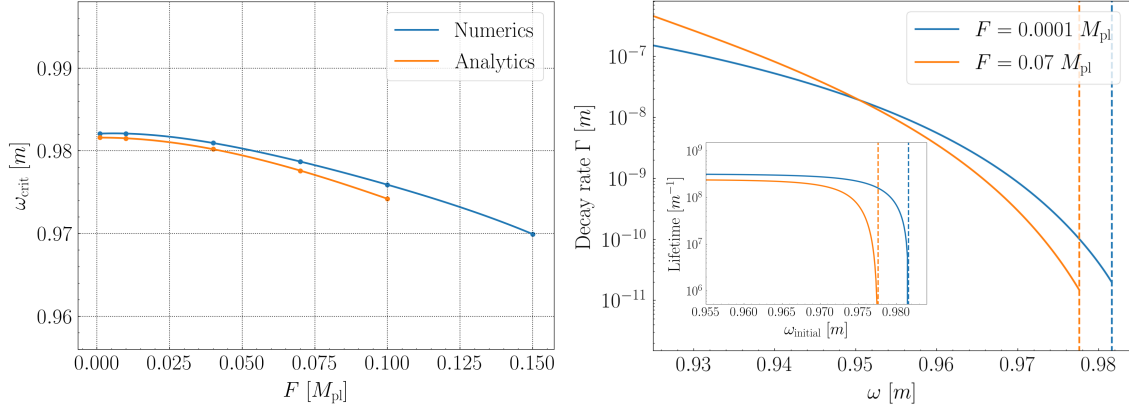 Numerics
Analytics
0.99
0.98
0.97
0.96
ω_crit [m]
0.000 0.025 0.050 0.075 0.100 0.125 0.150
F [M_pl]
F = 0.0001 M_pl
F = 0.07 M_pl
10^−7
10^−8
10^−9
10^−10
10^−11
Decay rate Γ [m]
10^9
10^8
10^7
10^6
Lifetime [m^−1]
0.955 0.960 0.965 0.970 0.975 0.980
ω_initial [m]
0.93 0.94 0.95 0.96 0.97 0.98
ω [m]